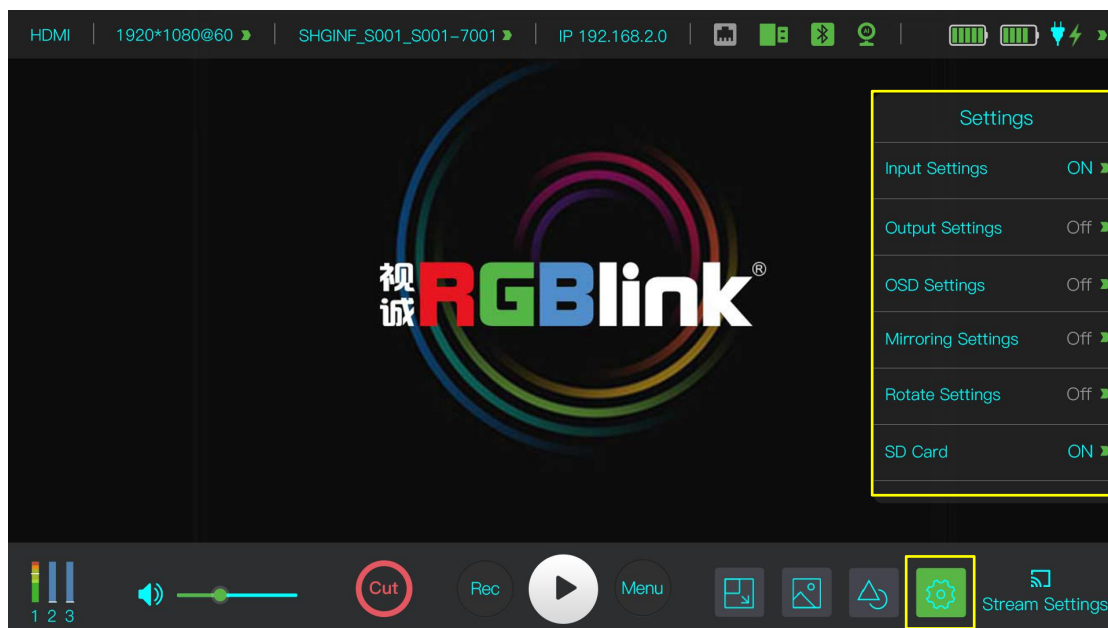 HDMI
1920*1080@60
SHGINF_S001_S001-7001
IP 192.168.2.0
AI
Settings
Input Settings ON
Output Settings Off
OSD Settings Off
Mirroring Settings Off
Rotate Settings Off
SD Card ON
视诚 RGBlink®
Cut
Rec
Menu
1 2 3
Stream Settings